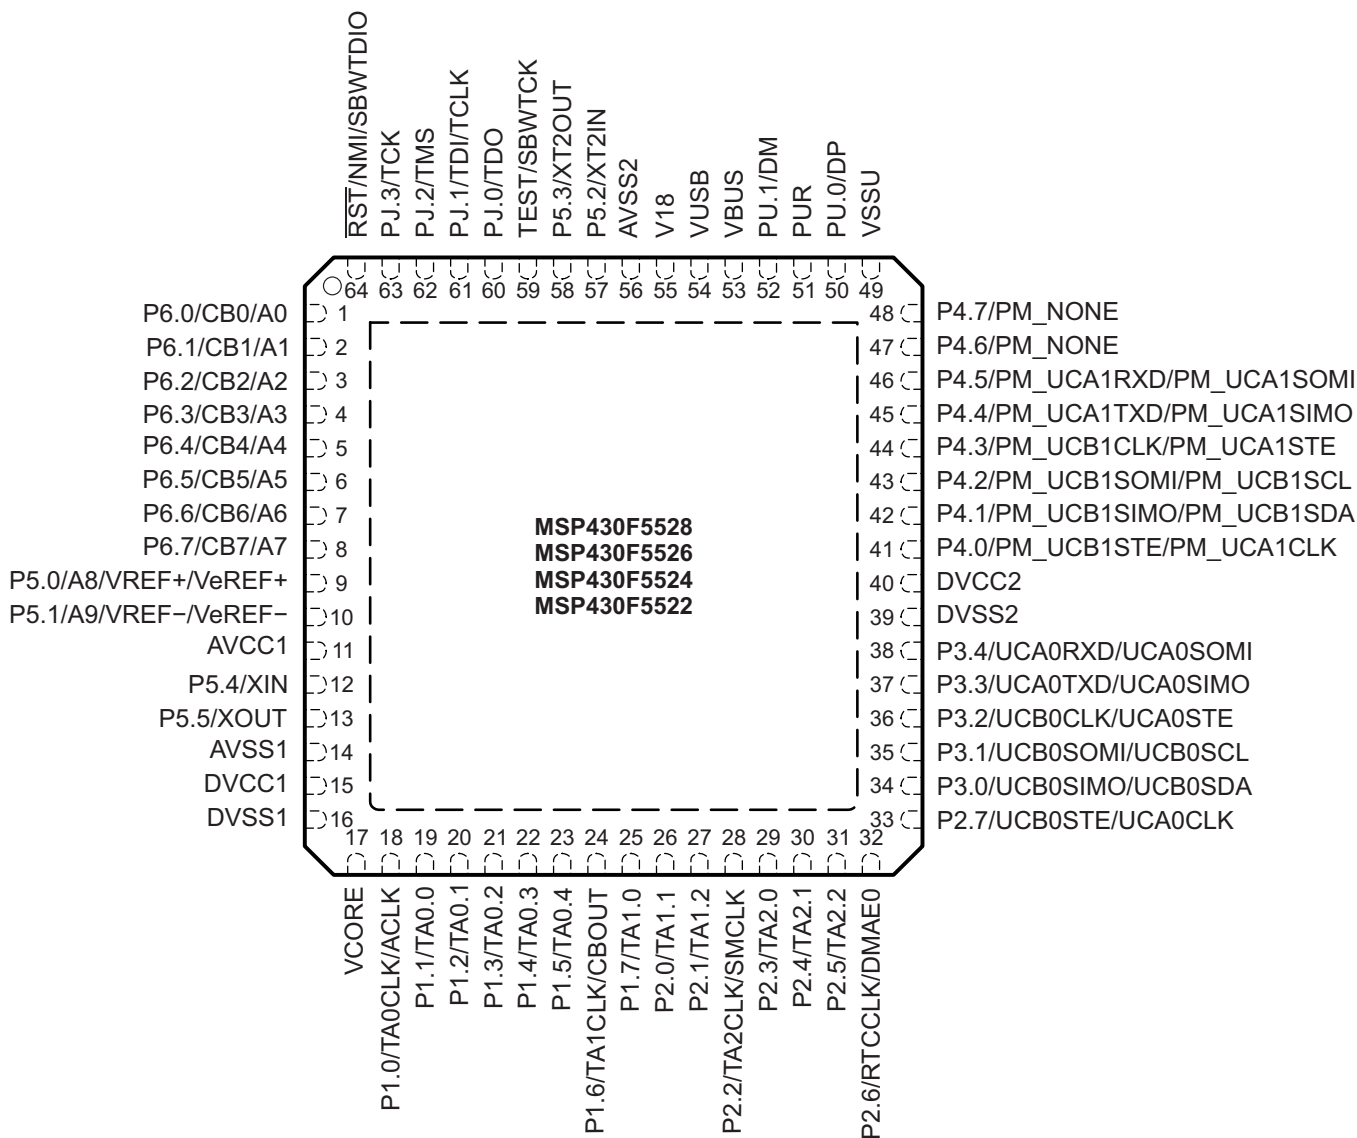 RST/NMI/SBWTDIO
PJ.3/TCK
PJ.2/TMS
PJ.1/TDI/TCLK
PJ.0/TDO
TEST/SBWTCK
P5.3/XT2OUT
P5.2/XT2IN
AVSS2
V18
VUSB
VBUS
PU.1/DM
PUR
PU.0/DP
VSSU
64 63 62 61 60 59 58 57 56 55 54 53 52 51 50 49
P6.0/CB0/A0 1
P6.1/CB1/A1 2
P6.2/CB2/A2 3
P6.3/CB3/A3 4
P6.4/CB4/A4 5
P6.5/CB5/A5 6
P6.6/CB6/A6 7
P6.7/CB7/A7 8
P5.0/A8/VREF+/VeREF+ 9
P5.1/A9/VREF−/VeREF− 10
AVCC1 11
P5.4/XIN 12
P5.5/XOUT 13
AVSS1 14
DVCC1 15
DVSS1 16
MSP430F5528
MSP430F5526
MSP430F5524
MSP430F5522
48 P4.7/PM_NONE
47 P4.6/PM_NONE
46 P4.5/PM_UCA1RXD/PM_UCA1SOMI
45 P4.4/PM_UCA1TXD/PM_UCA1SIMO
44 P4.3/PM_UCB1CLK/PM_UCA1STE
43 P4.2/PM_UCB1SOMI/PM_UCB1SCL
42 P4.1/PM_UCB1SIMO/PM_UCB1SDA
41 P4.0/PM_UCB1STE/PM_UCA1CLK
40 DVCC2
39 DVSS2
38 P3.4/UCA0RXD/UCA0SOMI
37 P3.3/UCA0TXD/UCA0SIMO
36 P3.2/UCB0CLK/UCA0STE
35 P3.1/UCB0SOMI/UCB0SCL
34 P3.0/UCB0SIMO/UCB0SDA
33 P2.7/UCB0STE/UCA0CLK
17 18 19 20 21 22 23 24 25 26 27 28 29 30 31 32
VCORE
P1.0/TA0CLK/ACLK
P1.1/TA0.0
P1.2/TA0.1
P1.3/TA0.2
P1.4/TA0.3
P1.5/TA0.4
P1.6/TA1CLK/CBOUT
P1.7/TA1.0
P2.0/TA1.1
P2.1/TA1.2
P2.2/TA2CLK/SMCLK
P2.3/TA2.0
P2.4/TA2.1
P2.5/TA2.2
P2.6/RTCCLK/DMAE0